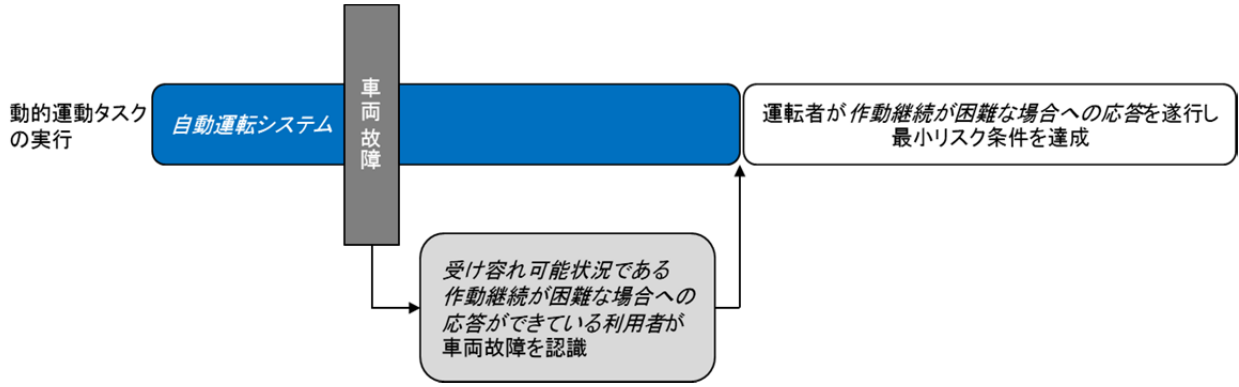 動的運動タスク
の実行
自動運転システム
車両故障
運転者が作動継続が困難な場合への応答を遂行し
最小リスク条件を達成
受け容れ可能状況である
作動継続が困難な場合への
応答ができている利用者が
車両故障を認識